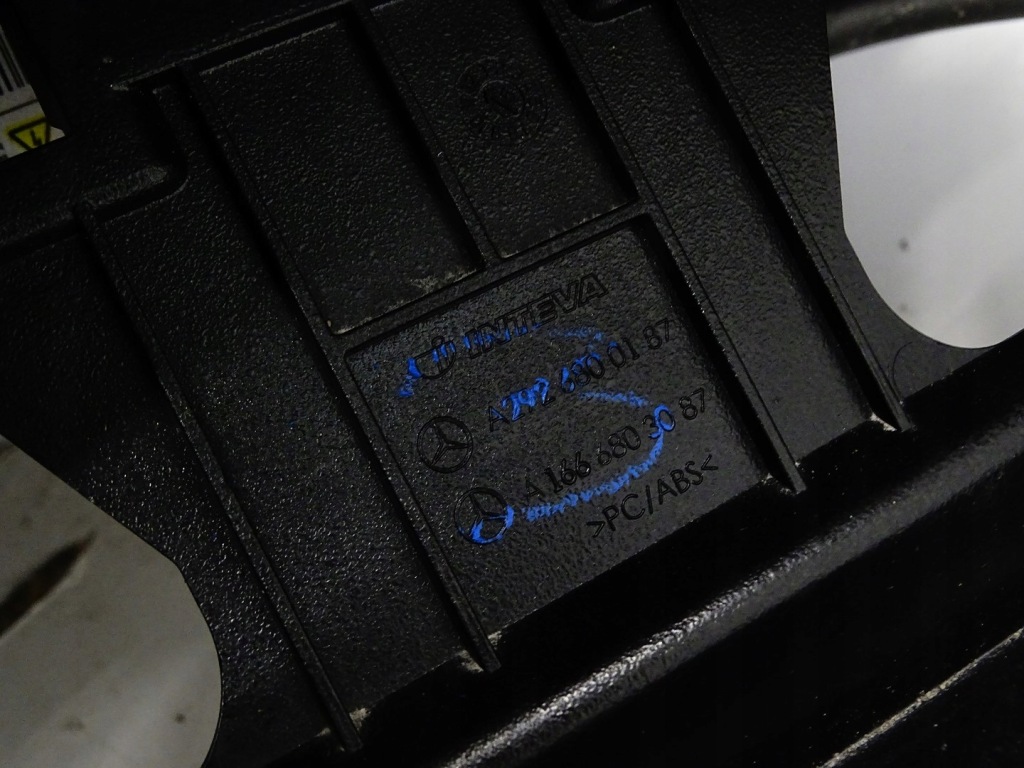 INTEVA
A 292 680 01 87
A 166 680 30 87
>PC/ABS<